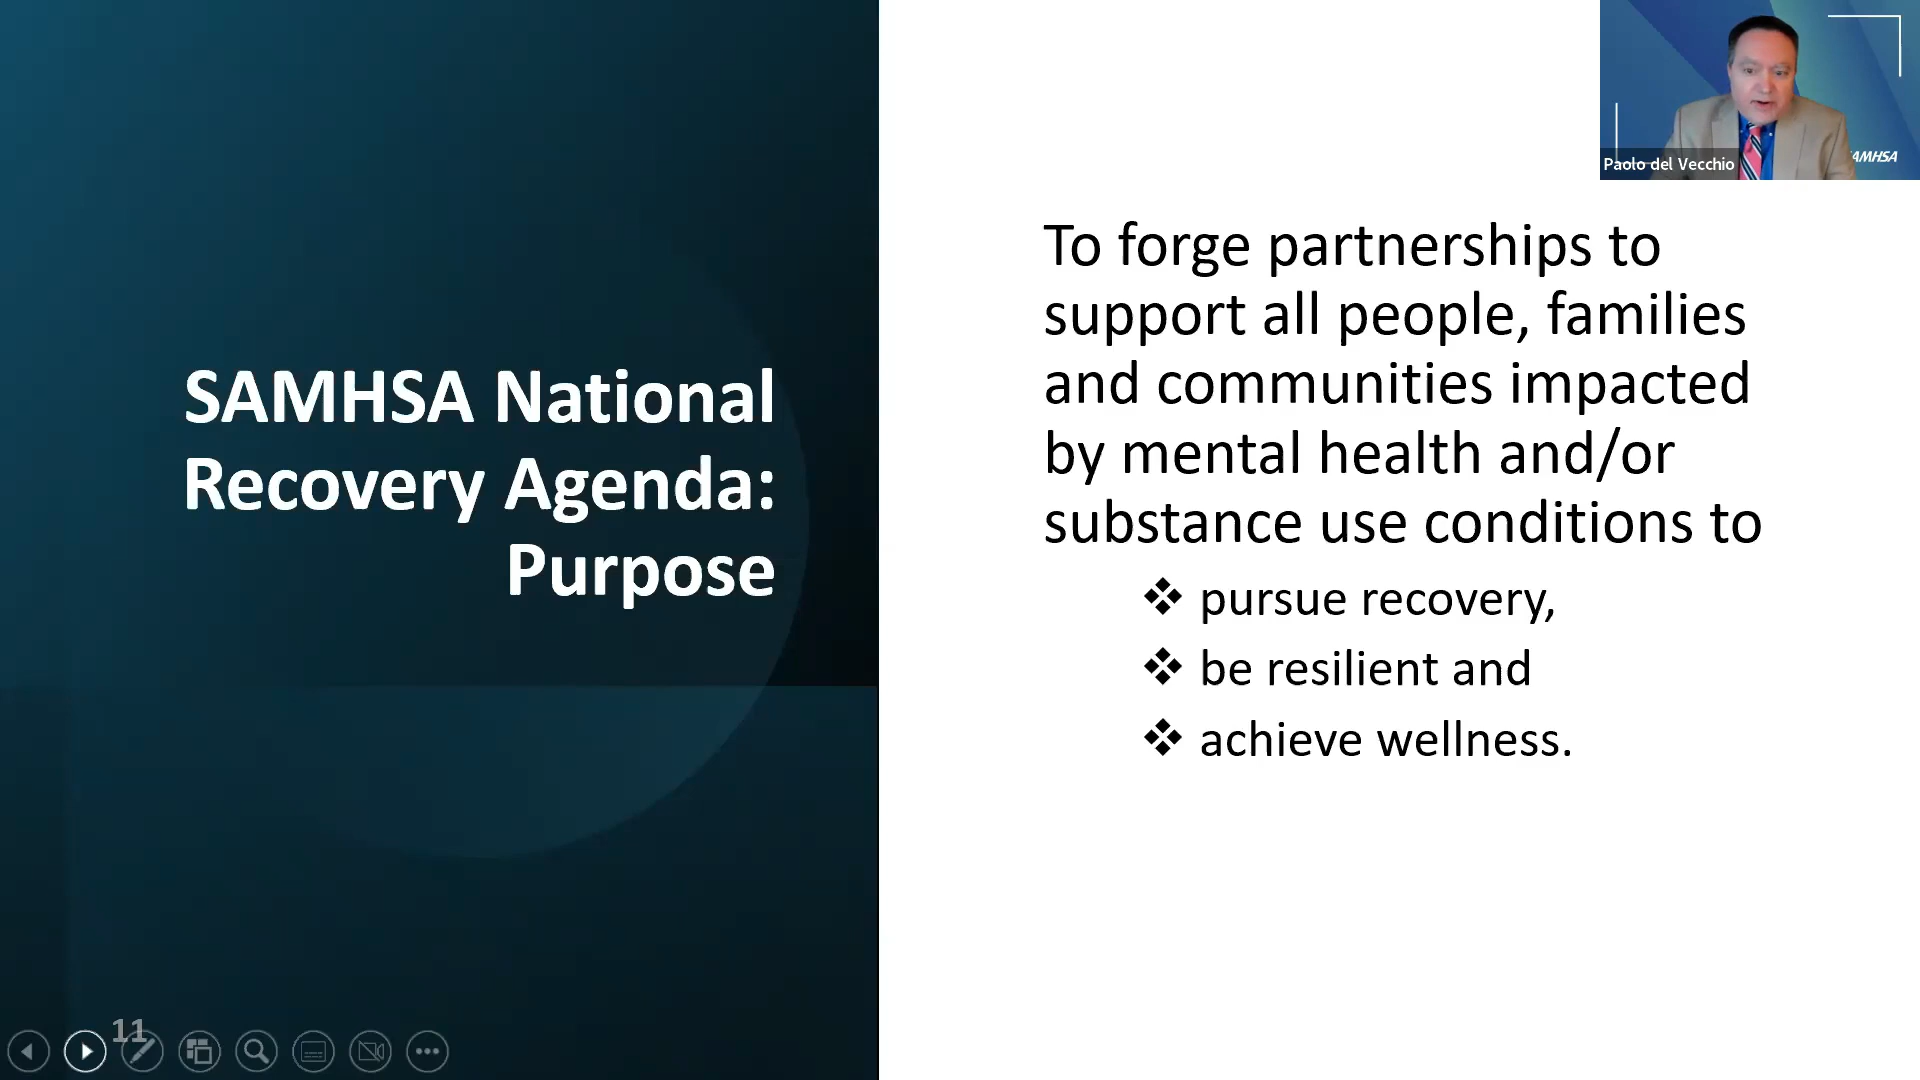 SAMHSA National
Recovery Agenda:
Purpose
To forge partnerships to
support all people, families
and communities impacted
by mental health and/or
substance use conditions to
❖ pursue recovery,
❖ be resilient and
❖ achieve wellness.
Paolo del Vecchio
AMHSA
11